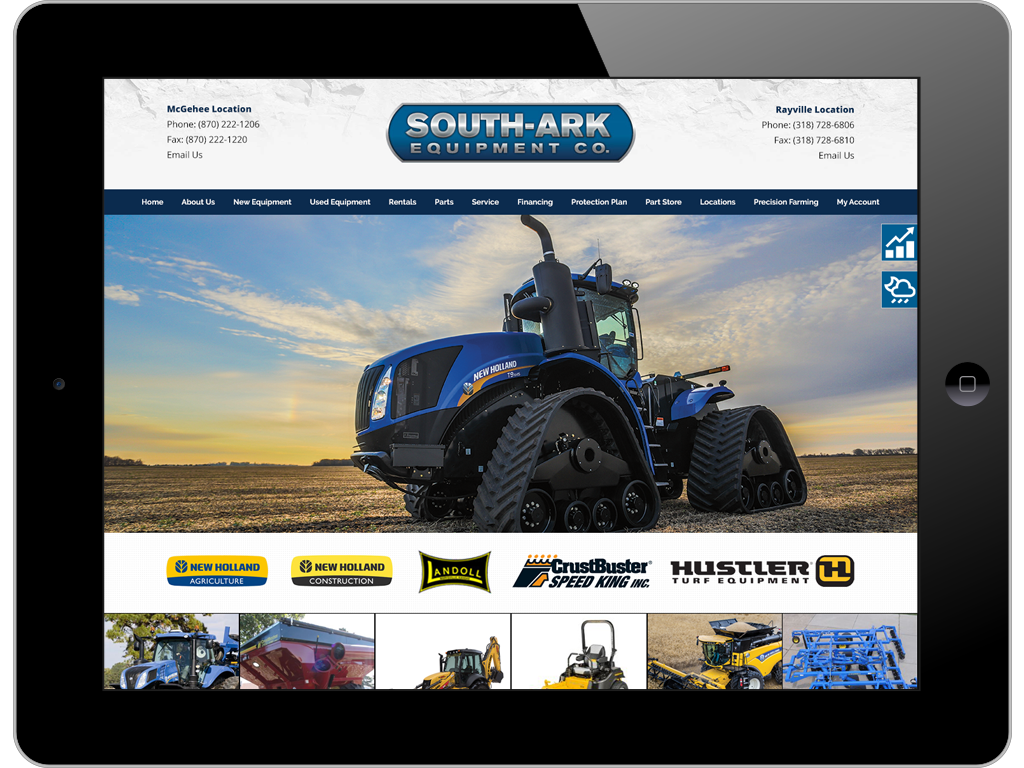 McGehee Location
Phone: (870) 222-1206
Fax: (870) 222-1220
Email Us
SOUTH-ARK
EQUIPMENT CO.
Rayville Location
Phone: (318) 728-6806
Fax: (318) 728-6810
Email Us
Home About Us New Equipment Used Equipment Rentals Parts Service Financing Protection Plan Part Store Locations Precision Farming My Account
NEW HOLLAND
NEW HOLLAND
AGRICULTURE
NEW HOLLAND
CONSTRUCTION
LANDOLL
CrustBuster®
SPEED KING INC.
HUSTLER
TURF EQUIPMENT
H